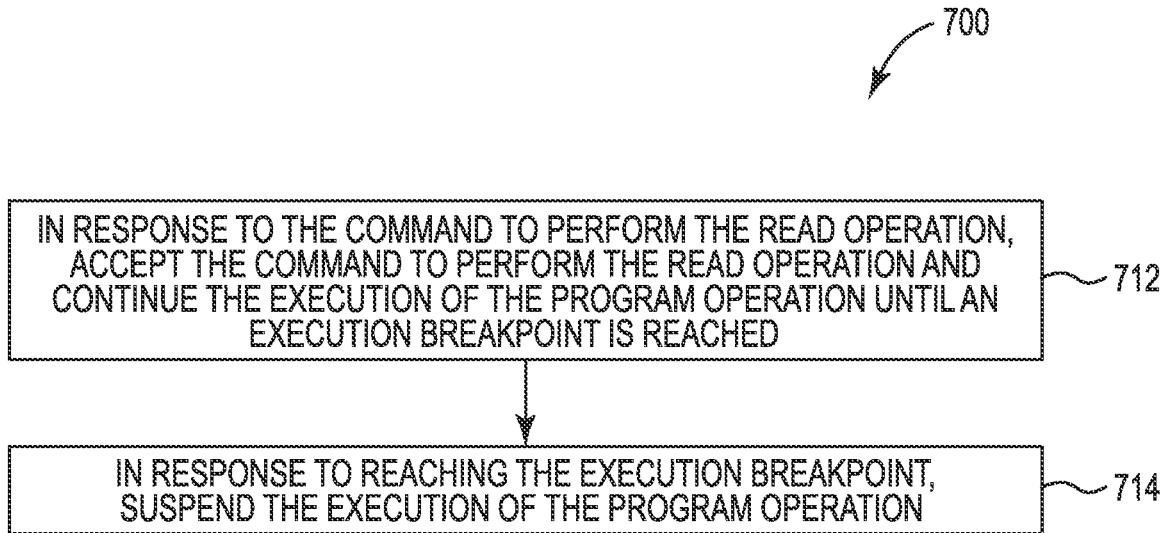 700
IN RESPONSE TO THE COMMAND TO PERFORM THE READ OPERATION,
ACCEPT THE COMMAND TO PERFORM THE READ OPERATION AND
CONTINUE THE EXECUTION OF THE PROGRAM OPERATION UNTIL AN
EXECUTION BREAKPOINT IS REACHED
712
IN RESPONSE TO REACHING THE EXECUTION BREAKPOINT,
SUSPEND THE EXECUTION OF THE PROGRAM OPERATION
714